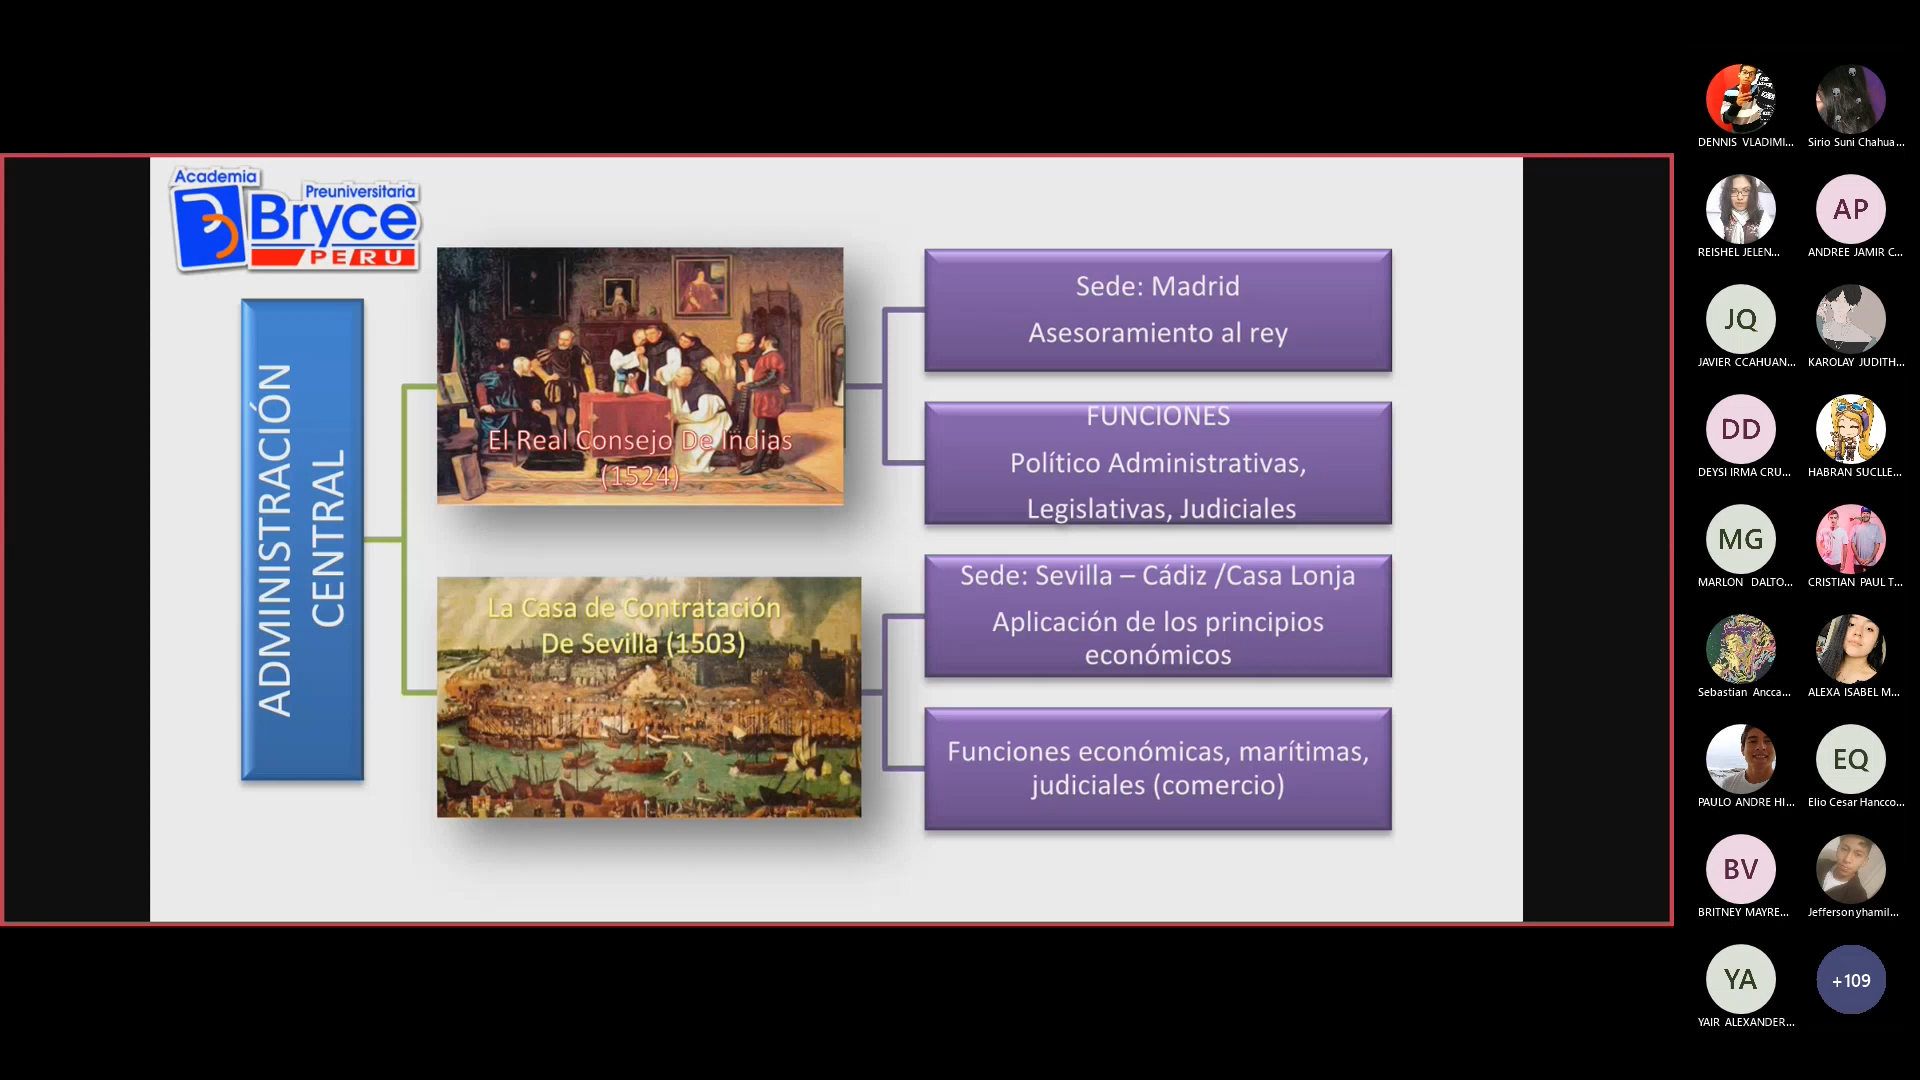 Academia
Preuniversitaria
Bryce
PERU
ADMINISTRACIÓN
CENTRAL
El Real Consejo De Indias
(1524)
Sede: Madrid
Asesoramiento al rey
FUNCIONES
Político Administrativas,
Legislativas, Judiciales
La Casa de Contratación
De Sevilla (1503)
Sede: Sevilla – Cádiz /Casa Lonja
Aplicación de los principios
económicos
Funciones económicas, marítimas,
judiciales (comercio)
DENNIS VLADIMI...
Sirio Suni Chahua...
REISHEL JELEN...
AP
ANDREE JAMIR C...
JQ
JAVIER CCAHUAN...
KAROLAY JUDITH...
DD
DEYSI IRMA CRU...
HABRAN SUCLLE...
MG
MARLON DALTO...
CRISTIAN PAUL T...
Sebastian Ancca...
ALEXA ISABEL M...
PAULO ANDRE HI...
EQ
Elio Cesar Hancco...
BV
BRITNEY MAYRE...
Jefferson yhamil...
YA
YAIR ALEXANDER...
+109